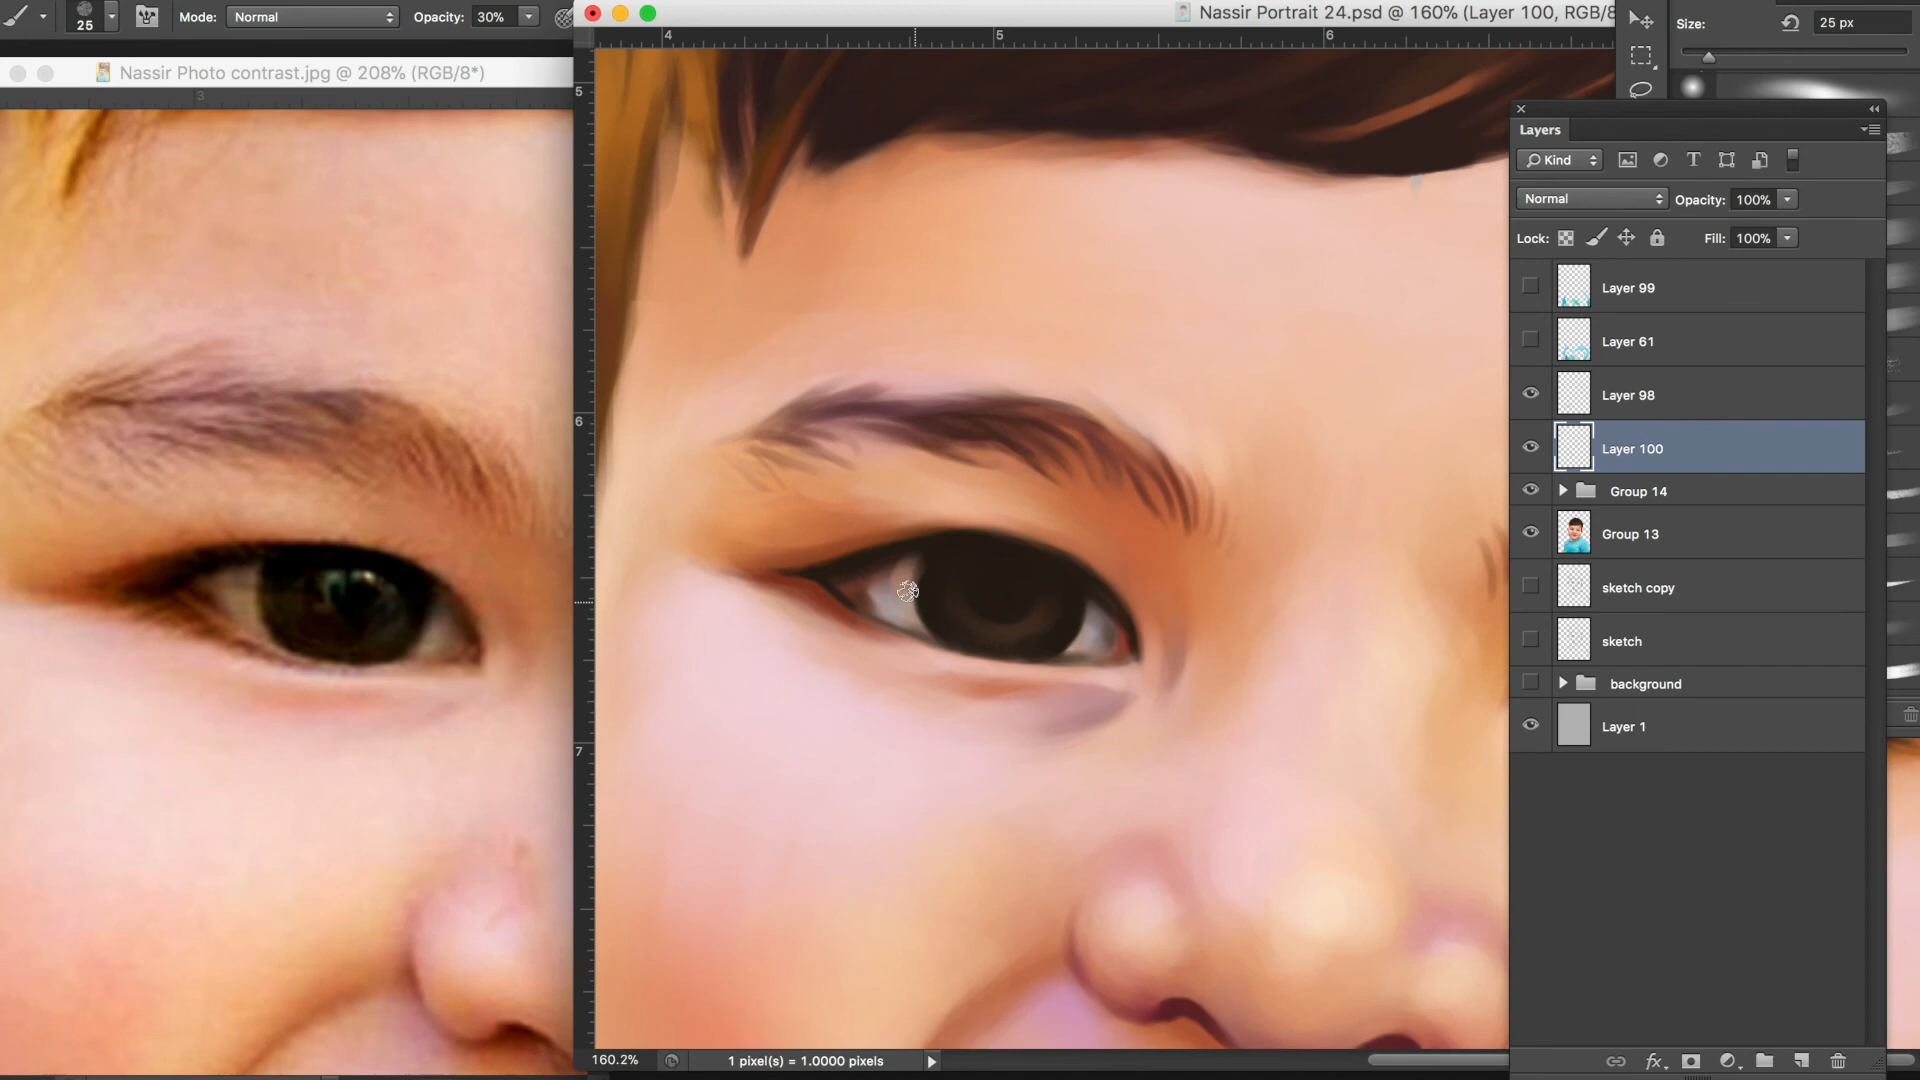 25
Mode:
Normal
Opacity:
30%
Nassir Photo contrast.jpg @ 208% (RGB/8*)
3
Nassir Portrait 24.psd @ 160% (Layer 100, RGB/8
4
5
6
5
6
7
160.2%
1 pixel(s) = 1.0000 pixels
Size:
25 px
Layers
Kind
T
Normal
Opacity:
100%
Lock:
Fill:
100%
Layer 99
Layer 61
Layer 98
Layer 100
Group 14
Group 13
sketch copy
sketch
background
Layer 1
fx